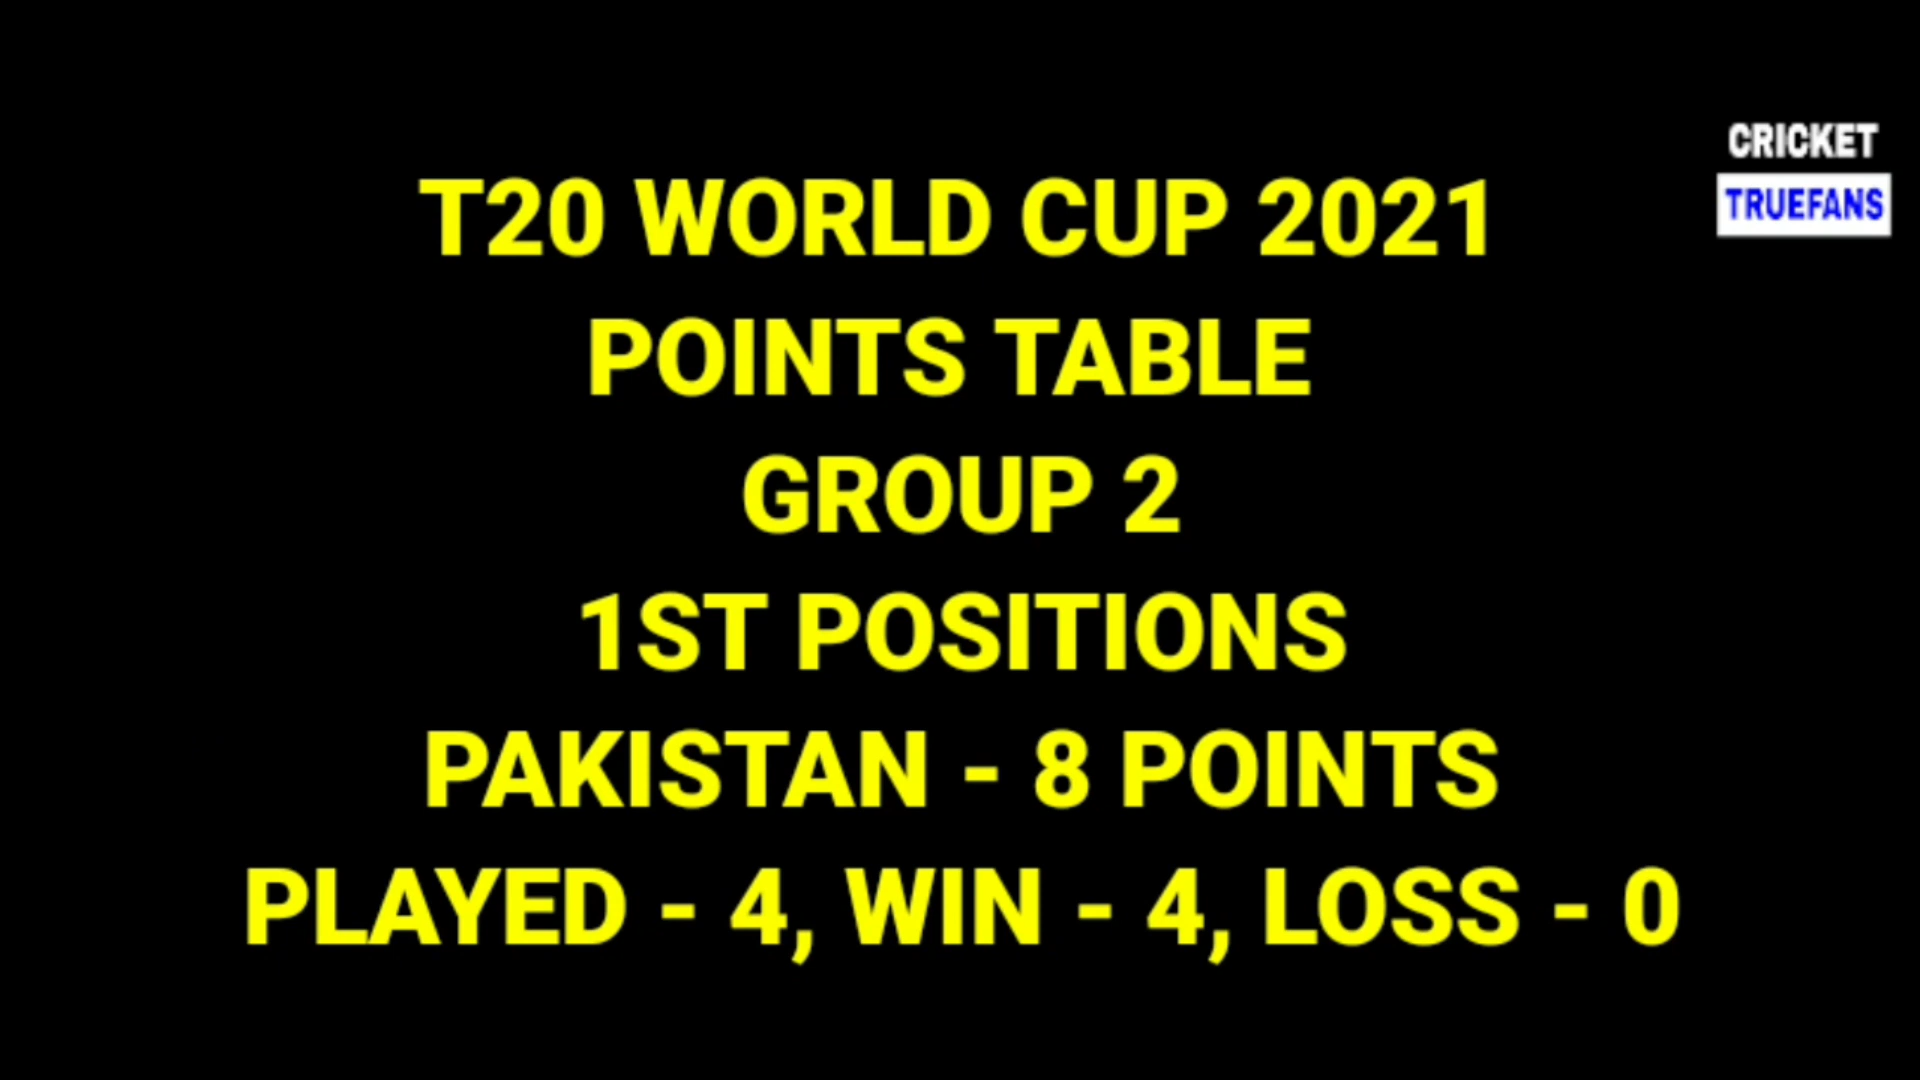 T20 WORLD CUP 2021
POINTS TABLE
GROUP 2
1ST POSITIONS
PAKISTAN - 8 POINTS
PLAYED - 4, WIN - 4, LOSS - 0
CRICKET
TRUEFANS